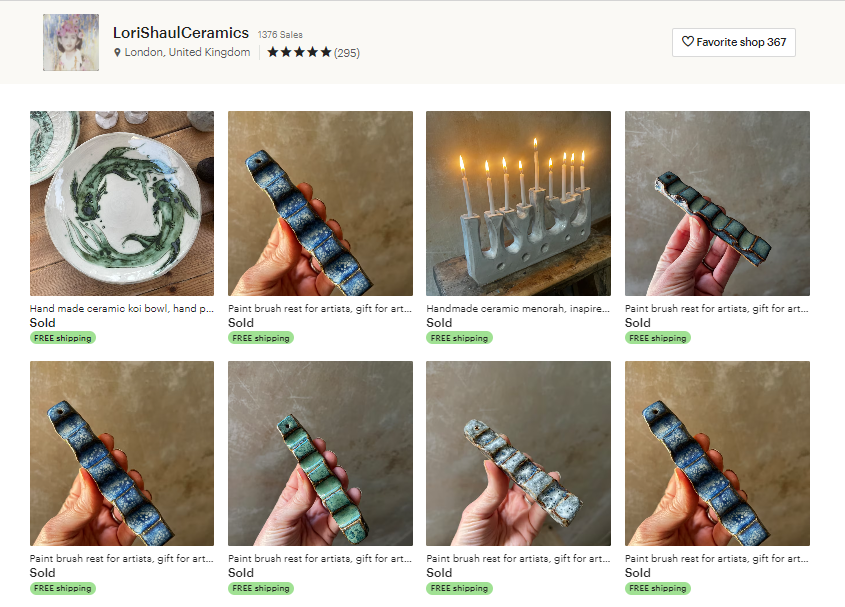 LoriShaulCeramics 1376 Sales
London, United Kingdom (295)
Favorite shop 367
Hand made ceramic koi bowl, hand p...
Sold
FREE shipping
Paint brush rest for artists, gift for art...
Sold
FREE shipping
Handmade ceramic menorah, inspire...
Sold
FREE shipping
Paint brush rest for artists, gift for art...
Sold
FREE shipping
Paint brush rest for artists, gift for art...
Sold
FREE shipping
Paint brush rest for artists, gift for art...
Sold
FREE shipping
Paint brush rest for artists, gift for art...
Sold
FREE shipping
Paint brush rest for artists, gift for art...
Sold
FREE shipping